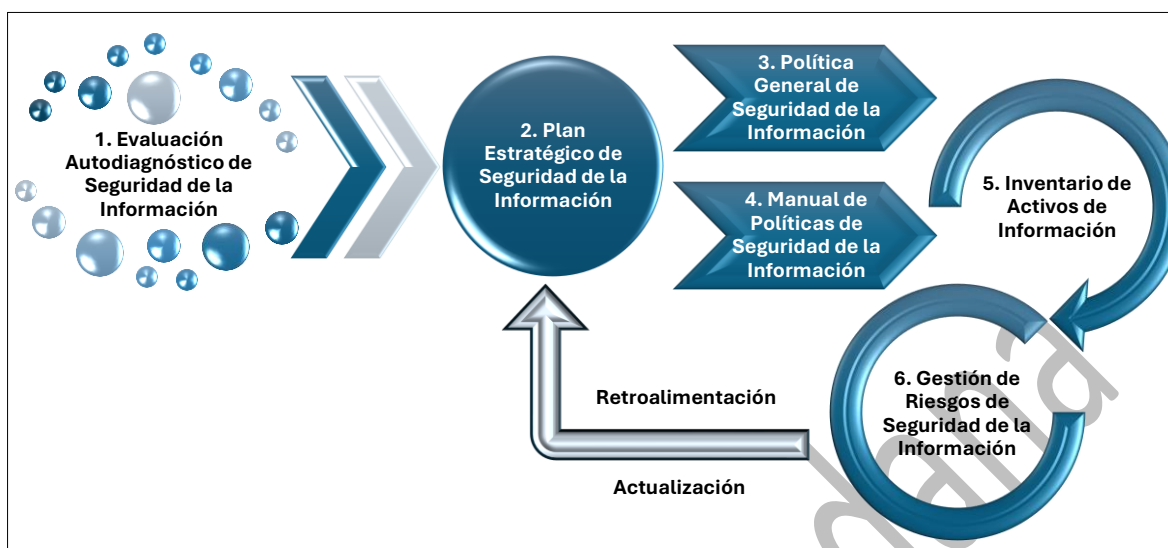 1. Evaluación
Autodiagnóstico de
Seguridad de la
Información
2. Plan
Estratégico de
Seguridad de la
Información
3. Política
General de
Seguridad de la
Información
4. Manual de
Políticas de
Seguridad de la
Información
5. Inventario de
Activos de
Información
6. Gestión de
Riesgos de
Seguridad de la
Información
Retroalimentación
Actualización